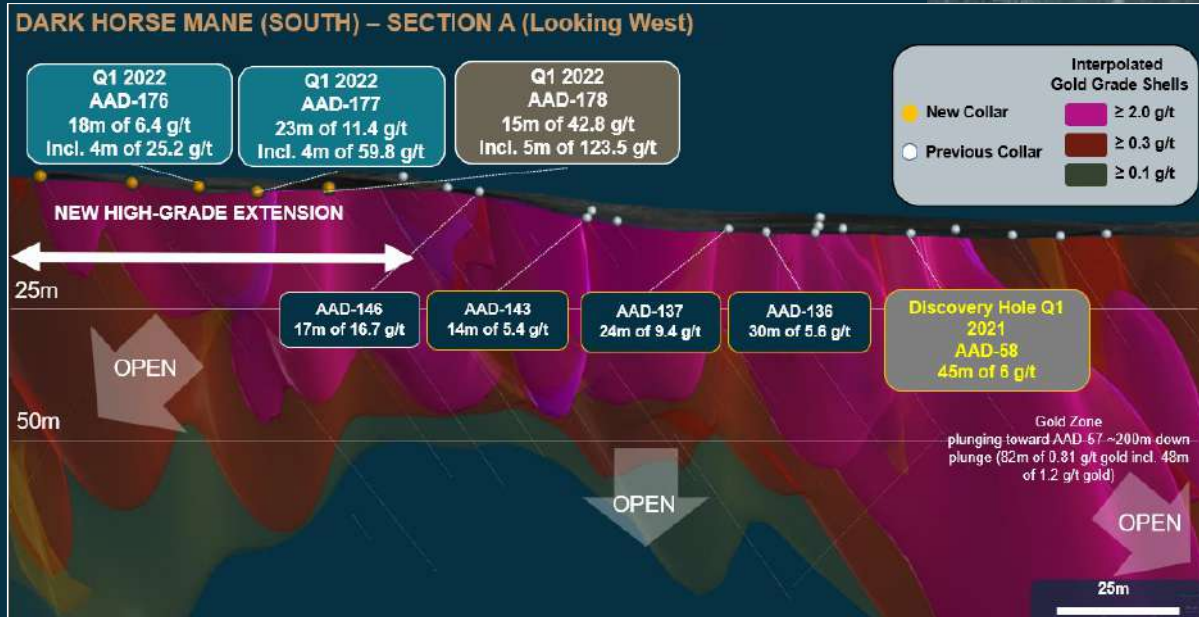 DARK HORSE MANE (SOUTH) – SECTION A (Looking West)
Q1 2022
AAD-176
18m of 6.4 g/t
Incl. 4m of 25.2 g/t
Q1 2022
AAD-177
23m of 11.4 g/t
Incl. 4m of 59.8 g/t
Q1 2022
AAD-178
15m of 42.8 g/t
Incl. 5m of 123.5 g/t
Interpolated
Gold Grade Shells
New Collar
Previous Collar
≥ 2.0 g/t
≥ 0.3 g/t
≥ 0.1 g/t
NEW HIGH-GRADE EXTENSION
25m
AAD-146
17m of 16.7 g/t
AAD-143
14m of 5.4 g/t
AAD-137
24m of 9.4 g/t
AAD-136
30m of 5.6 g/t
Discovery Hole Q1
2021
AAD-58
45m of 6 g/t
OPEN
50m
Gold Zone
plunging toward AAD-57 ~200m down
plunge (82m of 0.81 g/t gold incl. 48m
of 1.2 g/t gold)
OPEN
OPEN
25m